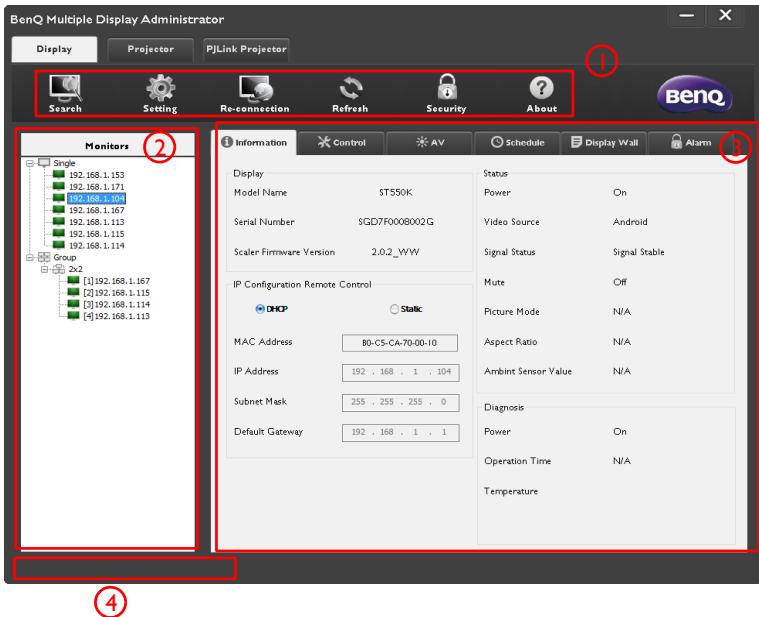 BenQ Multiple Display Administrator
Display Projector PJLink Projector
1
Search Setting Re-connection Refresh Security About
BenQ
Monitors 2
Single
192.168.1.153
192.168.1.171
192.168.1.104
192.168.1.167
192.168.1.113
192.168.1.115
192.168.1.114
Group
2x2
[1]192.168.1.167
[2]192.168.1.115
[3]192.168.1.114
[4]192.168.1.113
Information Control AV Schedule Display Wall Alarm 3
Display
Model Name ST550K
Serial Number SGD7F0008002G
Scaler Firmware Version 2.0.2_WW
IP Configuration Remote Control
DHCP Static
MAC Address B0-C5-CA-70-00-10
IP Address 192 . 168 . 1 . 104
Subnet Mask 255 . 255 . 255 . 0
Default Gateway 192 . 168 . 1 . 1
Status
Power On
Video Source Android
Signal Status Signal Stable
Mute Off
Picture Mode N/A
Aspect Ratio N/A
Ambint Sensor Value N/A
Diagnosis
Power On
Operation Time N/A
Temperature
4